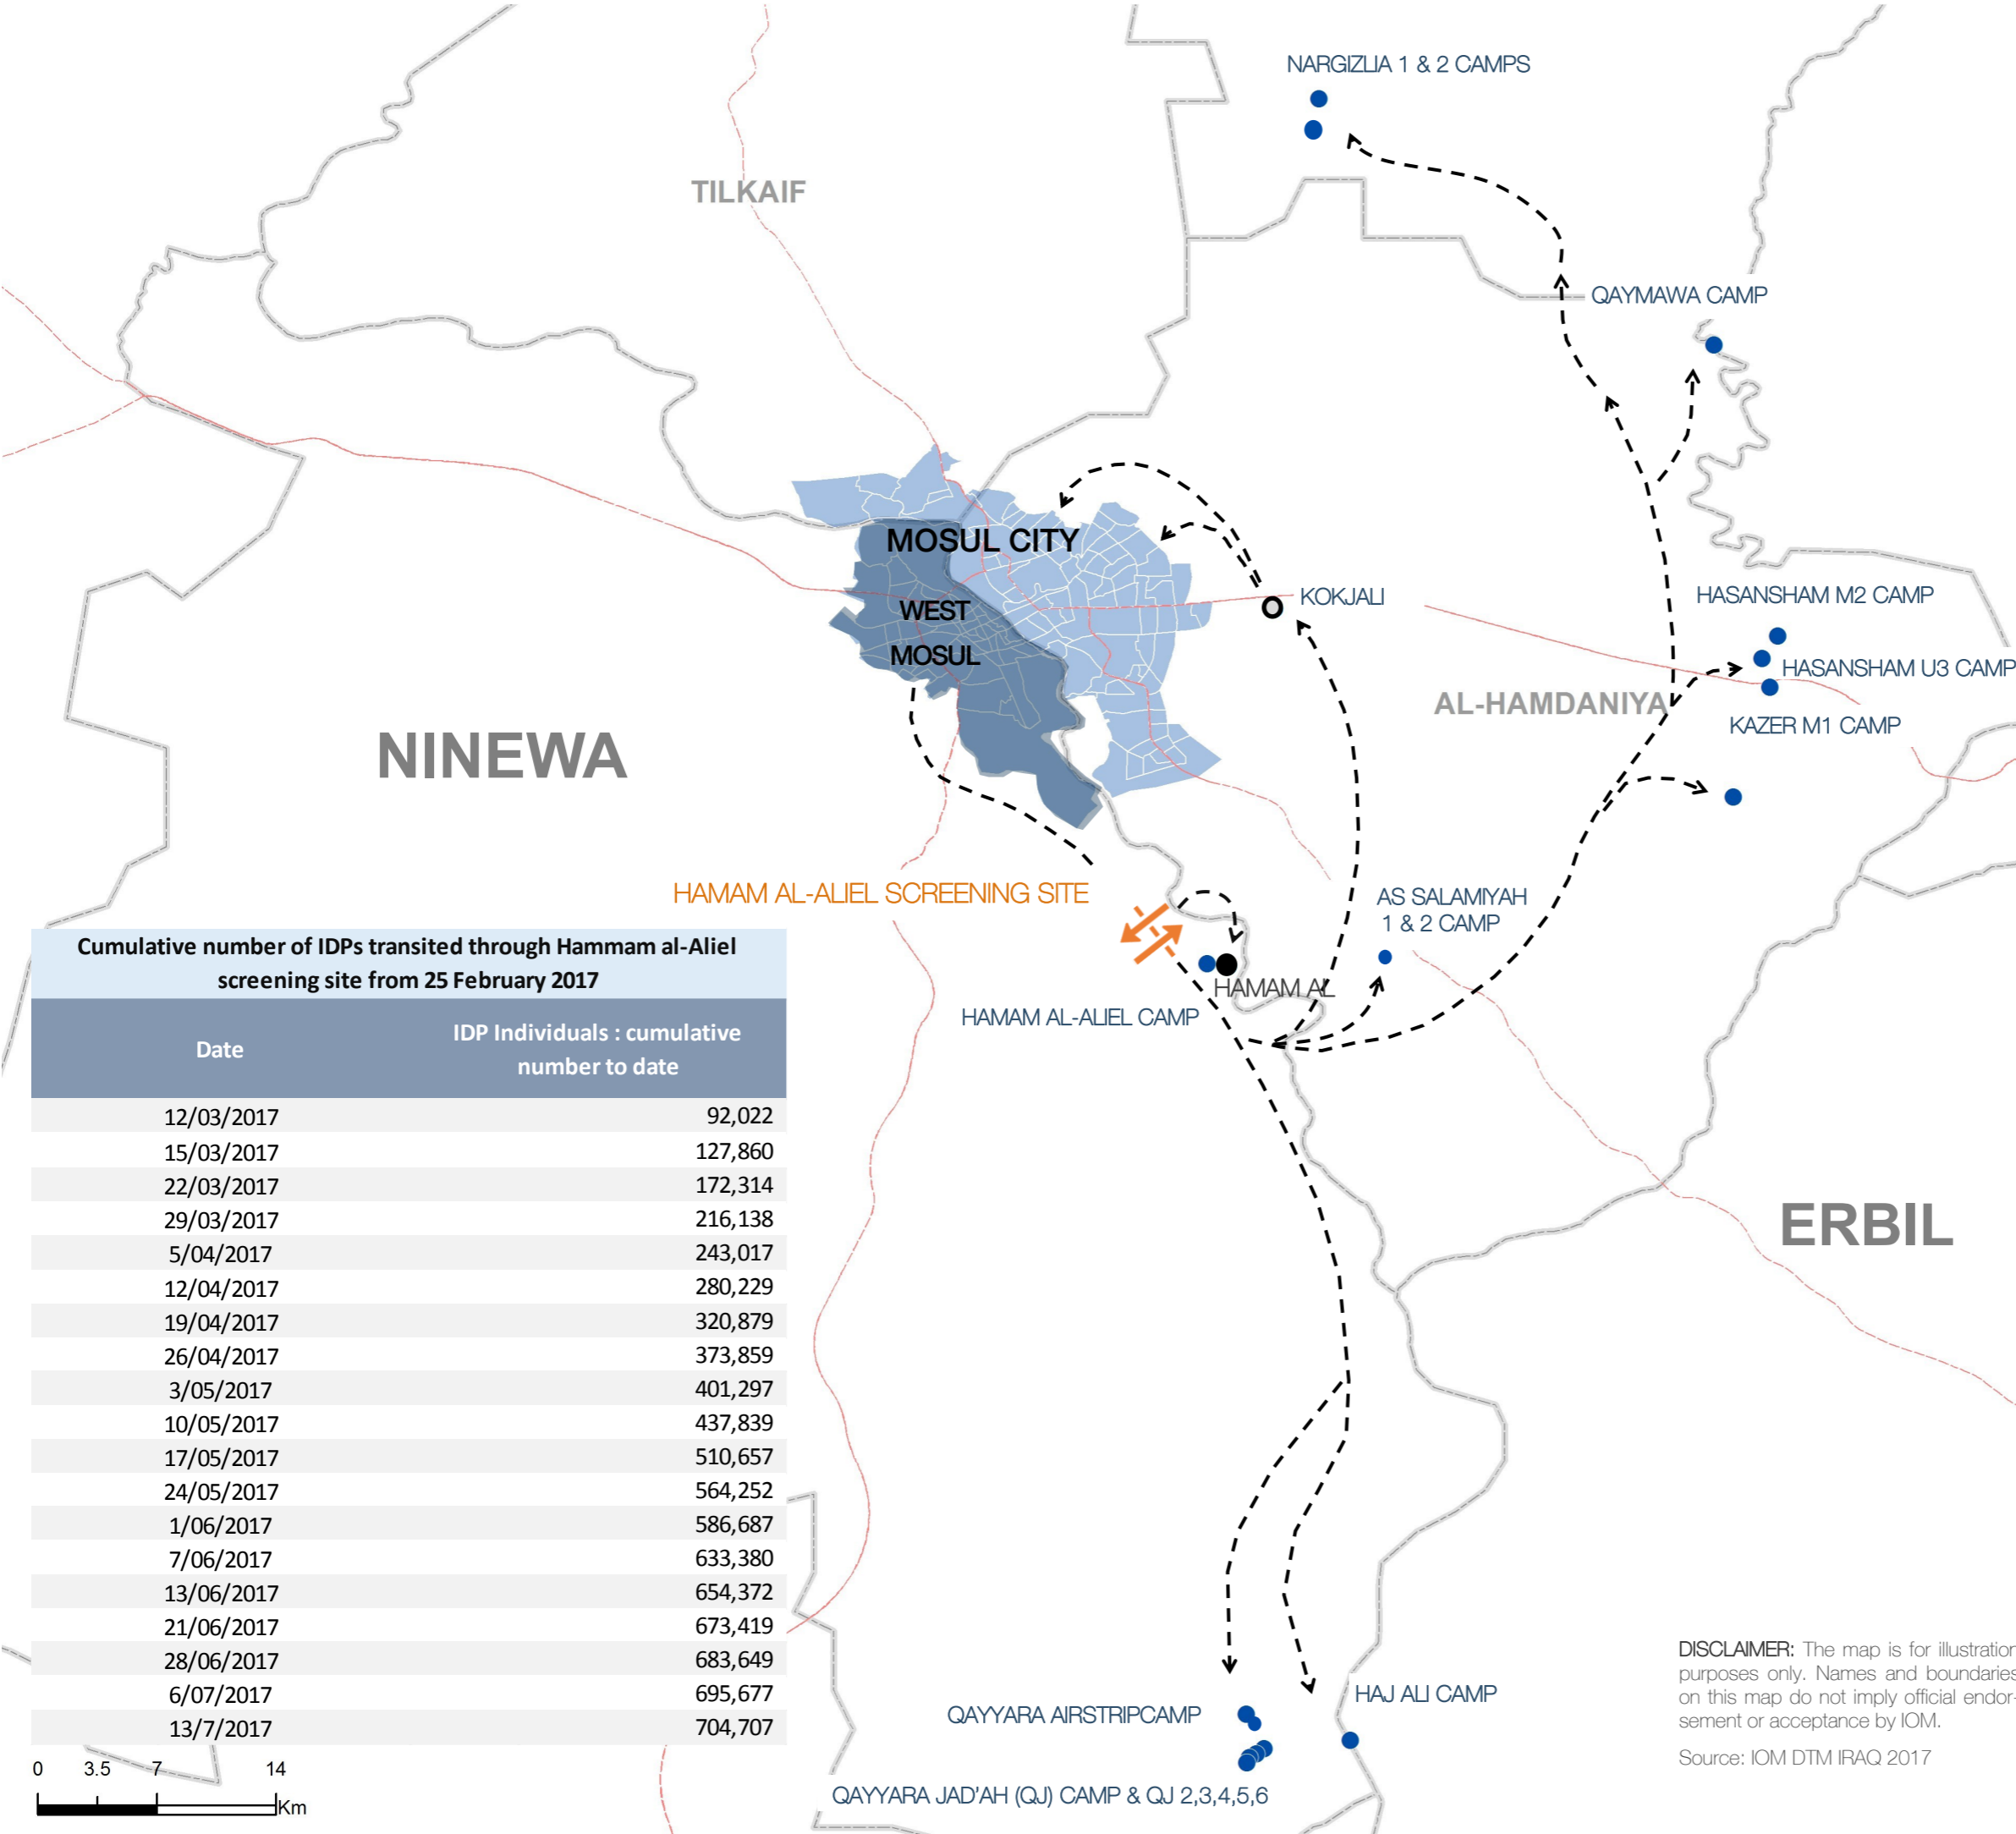 NARGIZLIA 1 & 2 CAMPS
TILKAIF
QAYMAWA CAMP
MOSUL CITY
WEST
MOSUL
KOKJALI
HASANSHAM M2 CAMP
HASANSHAM U3 CAMP
AL-HAMDANIYA
KAZER M1 CAMP
NINEWA
HAMAM AL-ALIEL SCREENING SITE
AS SALAMIYAH
1 & 2 CAMP
HAMAM AL
HAMAM AL-ALIEL CAMP
Cumulative number of IDPs transited through Hammam al-Aliel
screening site from 25 February 2017
Date IDP Individuals : cumulative
number to date
12/03/2017 92,022
15/03/2017 127,860
22/03/2017 172,314
29/03/2017 216,138
5/04/2017 243,017
12/04/2017 280,229
19/04/2017 320,879
26/04/2017 373,859
3/05/2017 401,297
10/05/2017 437,839
17/05/2017 510,657
24/05/2017 564,252
1/06/2017 586,687
7/06/2017 633,380
13/06/2017 654,372
21/06/2017 673,419
28/06/2017 683,649
6/07/2017 695,677
13/7/2017 704,707
0 3.5 7 14
Km
ERBIL
QAYYARA AIRSTRIPCAMP
HAJ ALI CAMP
QAYYARA JAD'AH (QJ) CAMP & QJ 2,3,4,5,6
DISCLAIMER: The map is for illustration
purposes only. Names and boundaries
on this map do not imply official endor-
sement or acceptance by IOM.
Source: IOM DTM IRAQ 2017